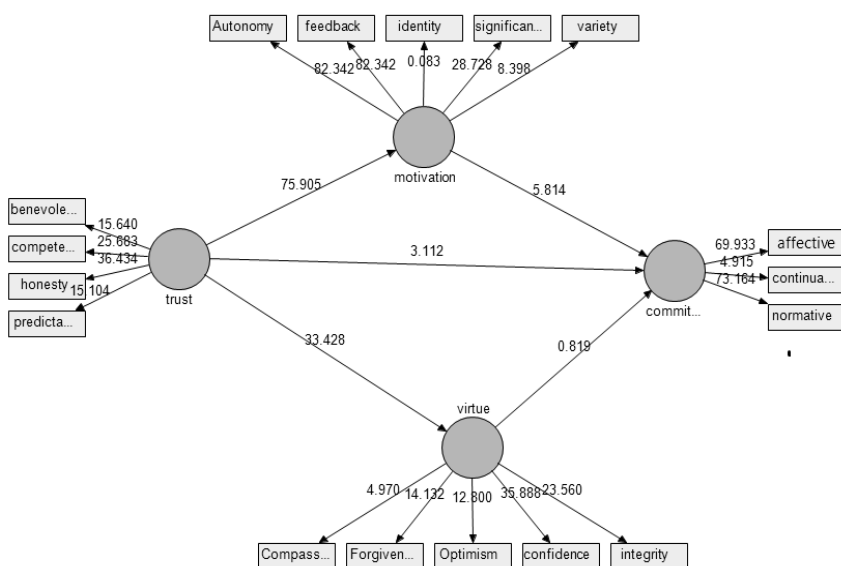 Autonomy
feedback
identity
significan...
variety
82.342
82.342
0.083
28.728
8.398
motivation
75.905
5.814
benevole...
compete...
honesty
predicta...
15.640
25.683
36.434
15.104
trust
3.112
69.933
4.915
73.164
affective
continua...
normative
commit...
33.428
0.819
virtue
4.970
14.132
12.800
35.888
23.560
Compass...
Forgiven...
Optimism
confidence
integrity